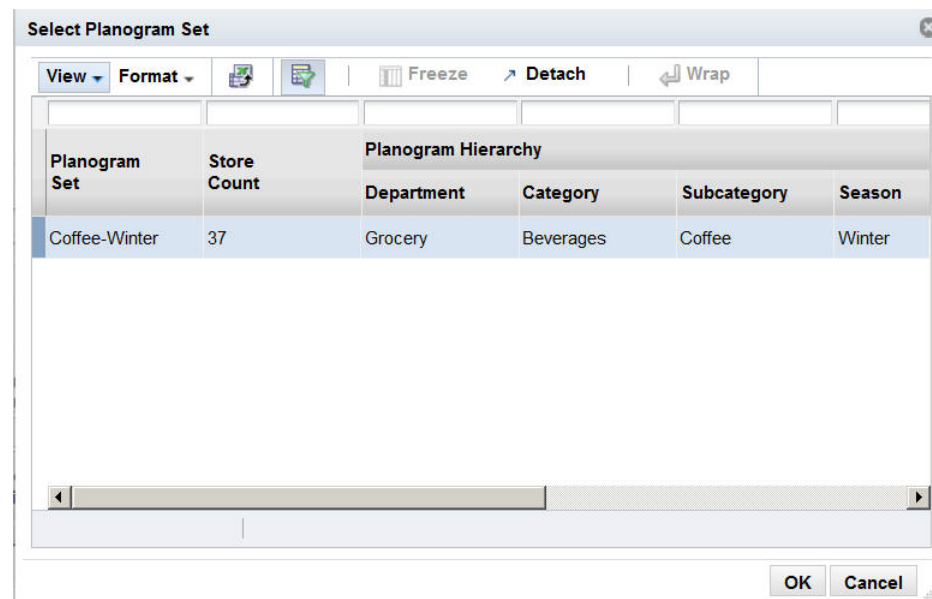 Select Planogram Set
View Format Freeze Detach Wrap
Planogram Hierarchy
Planogram Set
Store Count
Department Category Subcategory Season
Coffee-Winter 37 Grocery Beverages Coffee Winter
OK Cancel